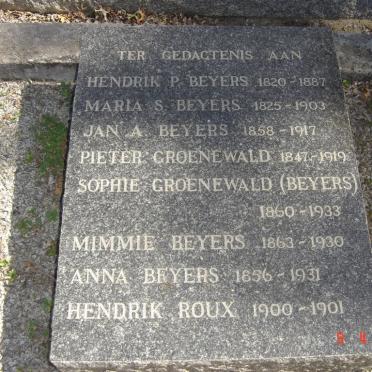 TER GEDACTENIS AAN
HENDRIK P. BEYERS 1820-1887
MARIA S. BEYERS 1825-1903
JAN A. BEYERS 1858-1917
PIETER GROENEWALD 1847-1919
SOPHIE GROENEWALD (BEYERS)
1860-1933
MIMMIE BEYERS 1863-1930
ANNA BEYERS 1856-1931
HENDRIK ROUX 1900-1901